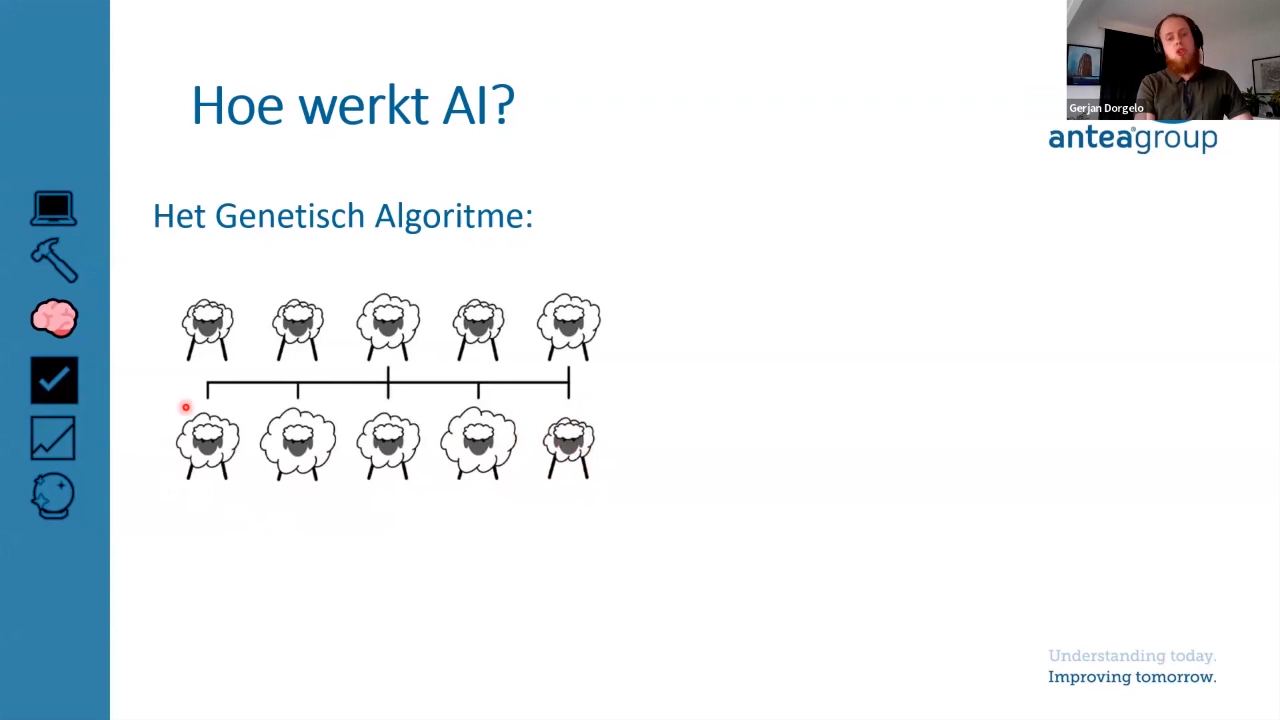 Hoe werkt AI?
Gerjan Dorgelo
anteagroup
Het Genetisch Algoritme:
Understanding today.
Improving tomorrow.